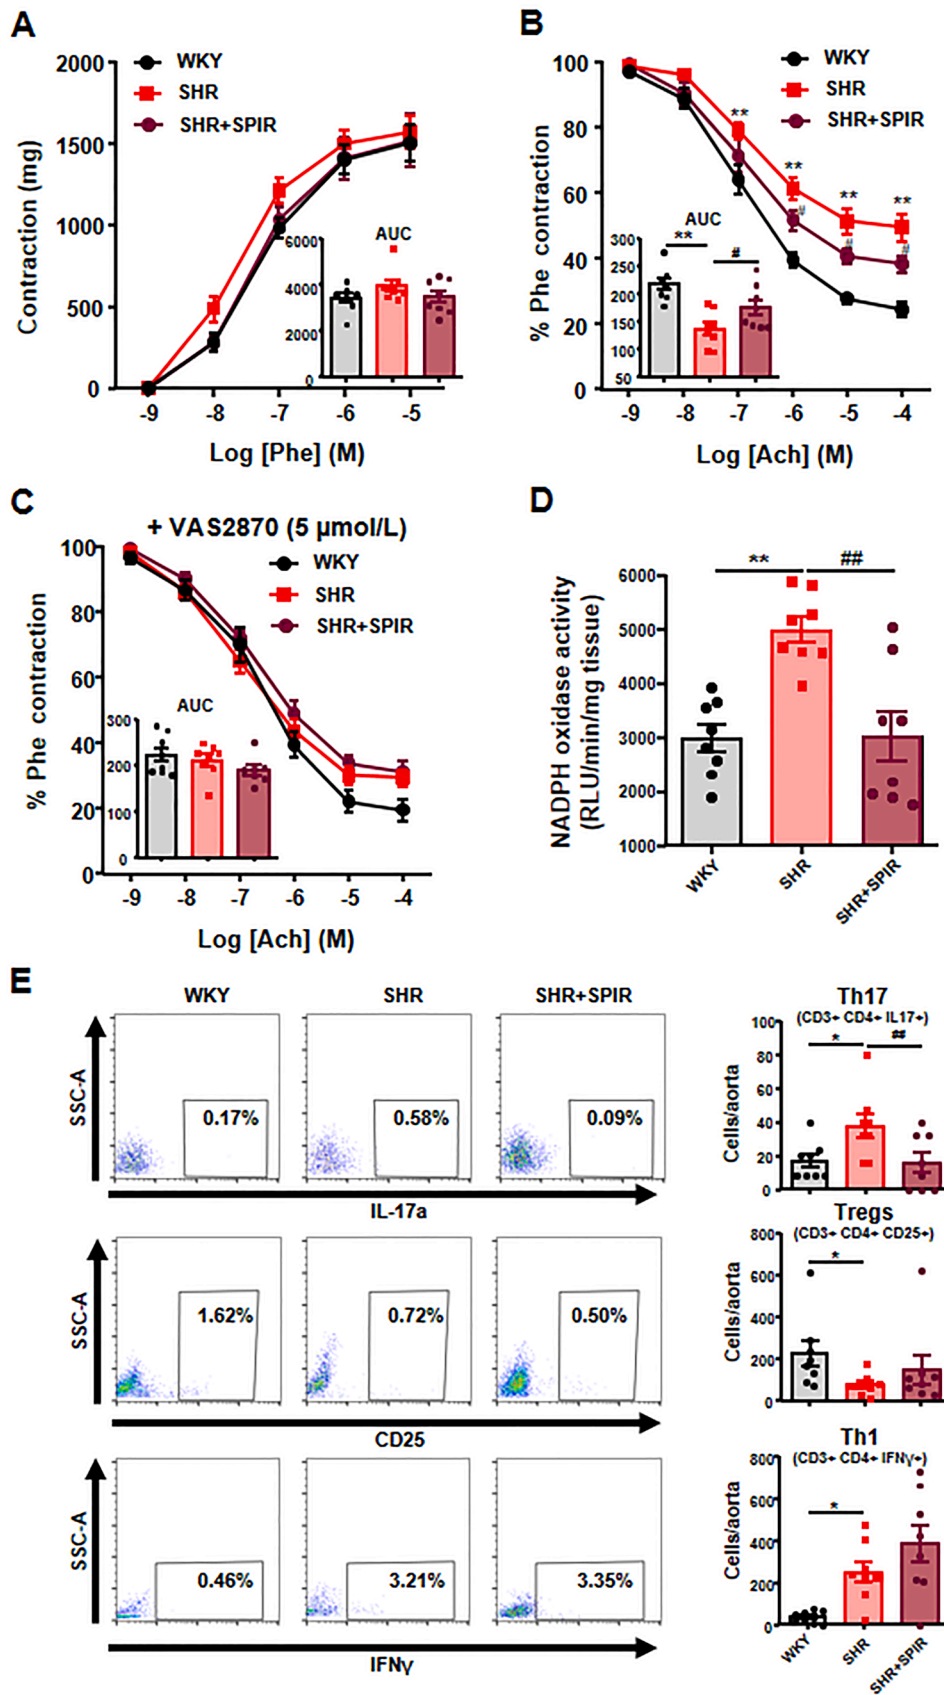 A
WKY
SHR
SHR+SPIR
2000
1500
1000
500
0
Contraction (mg)
-9 -8 -7 -6 -5
Log [Phe] (M)
AUC
6000
4000
2000
0
B
WKY
SHR
SHR+SPIR
100
80
60
40
20
0
% Phe contraction
** ** ** **
# # #
AUC
** #
300
250
200
150
100
50
-9 -8 -7 -6 -5 -4
Log [Ach] (M)
C
+ VAS2870 (5 µmol/L)
WKY
SHR
SHR+SPIR
100
80
60
40
20
0
% Phe contraction
AUC
300
200
100
0
-9 -8 -7 -6 -5 -4
Log [Ach] (M)
D
** ##
6000
5000
4000
3000
2000
1000
NADPH oxidase activity
(RLU/min/mg tissue)
WKY SHR SHR+SPIR
E
WKY SHR SHR+SPIR
SSC-A
0.17% 0.58% 0.09%
IL-17a
Th17
(CD3+ CD4+ IL17+)
* ##
100
80
60
40
20
0
Cells/aorta
SSC-A
1.62% 0.72% 0.50%
CD25
Tregs
(CD3+ CD4+ CD25+)
*
800
600
400
200
0
Cells/aorta
SSC-A
0.46% 3.21% 3.35%
IFNγ
Th1
(CD3+ CD4+ IFNγ+)
*
800
600
400
200
0
Cells/aorta
WKY SHR SHR+SPIR